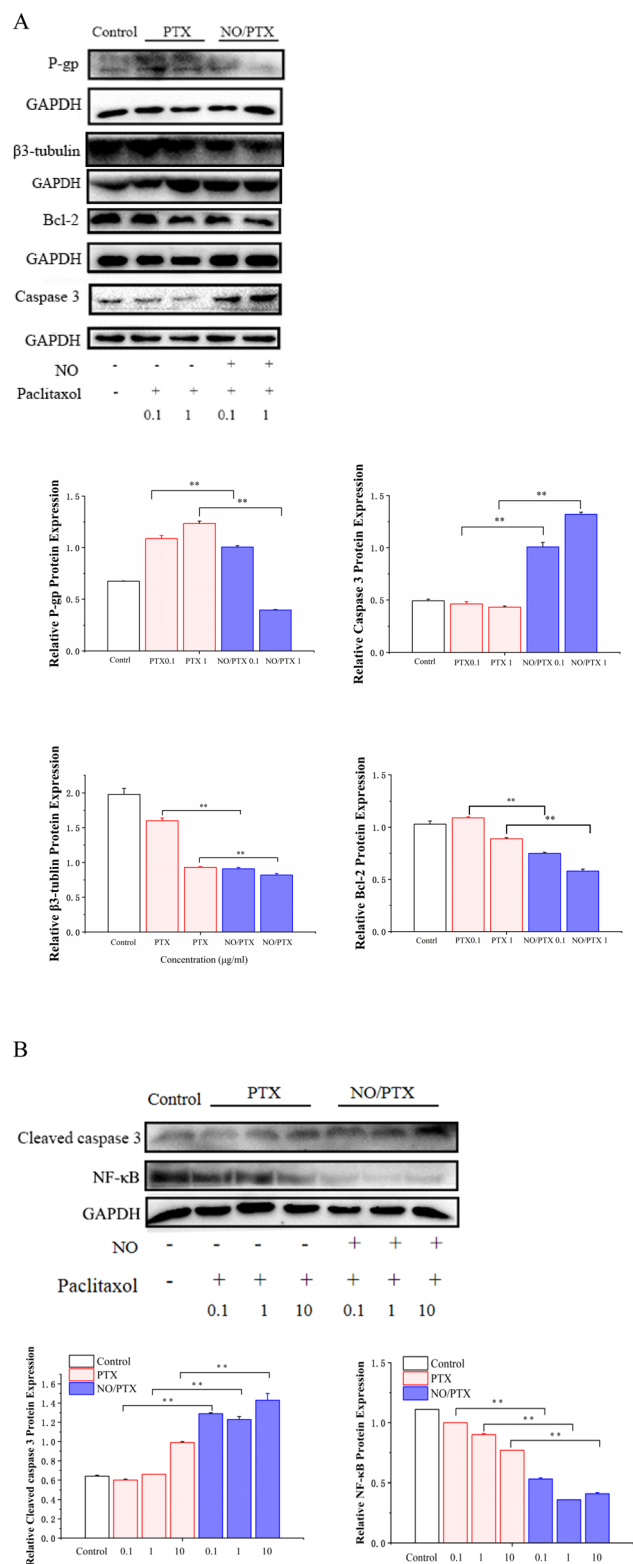 A
Control PTX NO/PTX
P-gp
GAPDH
β3-tubulin
GAPDH
Bcl-2
GAPDH
Caspase 3
GAPDH
NO - - - + +
Paclitaxol - + + + +
0.1 1 0.1 1
Relative P-gp Protein Expression
1.5
1.0
0.5
0.0
** **
Contrl PTX0.1 PTX 1 NO/PTX 0.1 NO/PTX 1
Relative Caspase 3 Protein Expression
1.5
1.0
0.5
0.0
** **
Contrl PTX0.1 PTX 1 NO/PTX 0.1 NO/PTX 1
Relative β3-tublin Protein Expression
2.0
1.5
1.0
0.5
0.0
** **
Control PTX PTX NO/PTX NO/PTX
Concentration (μg/ml)
Relative Bcl-2 Protein Expression
1.5
1.0
0.5
0.0
** **
Contrl PTX0.1 PTX 1 NO/PTX 0.1 NO/PTX 1
B
Control PTX NO/PTX
Cleaved caspase 3
NF-κB
GAPDH
NO - - - - + + +
Paclitaxol - + + + + + +
0.1 1 10 0.1 1 10
Relative Cleaved caspase 3 Protein Expression
Control
PTX
NO/PTX
1.6
1.4
1.2
1.0
0.8
0.6
0.4
0.2
0.0
** ** **
Control 0.1 1 10 0.1 1 10
Relative NF-κB Protein Expression
Control
PTX
NO/PTX
1.5
1.0
0.5
0.0
** ** **
Control 0.1 1 10 0.1 1 10